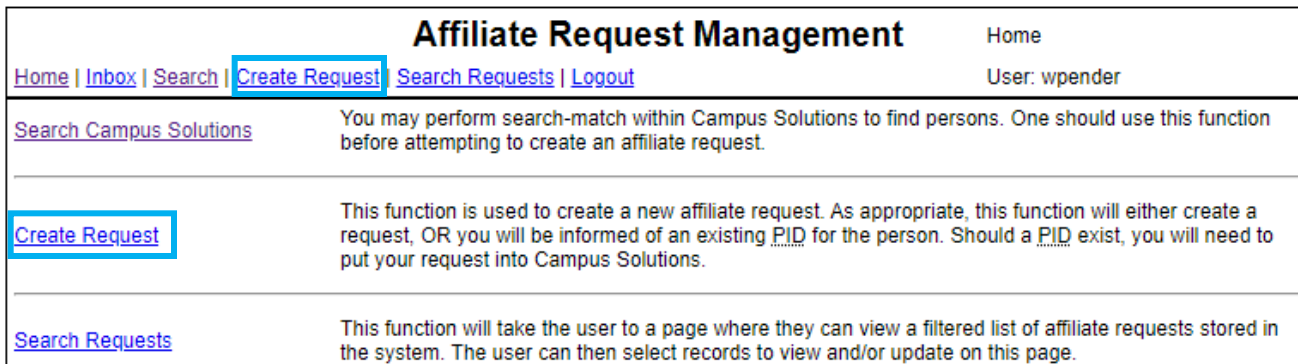 Affiliate Request Management
Home
Home | Inbox | Search | Create Request | Search Requests | Logout
User: wpender
Search Campus Solutions
You may perform search-match within Campus Solutions to find persons. One should use this function
before attempting to create an affiliate request.
Create Request
This function is used to create a new affiliate request. As appropriate, this function will either create a
request, OR you will be informed of an existing PID for the person. Should a PID exist, you will need to
put your request into Campus Solutions.
Search Requests
This function will take the user to a page where they can view a filtered list of affiliate requests stored in
the system. The user can then select records to view and/or update on this page.